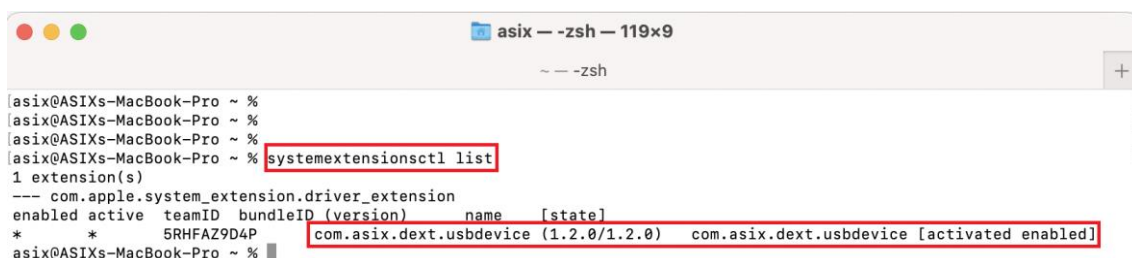 asix — -zsh — 119×9
~ — -zsh +
[asix@ASIXs-MacBook-Pro ~ %
[asix@ASIXs-MacBook-Pro ~ %
[asix@ASIXs-MacBook-Pro ~ %
[asix@ASIXs-MacBook-Pro ~ % systemextensionsctl list
1 extension(s)
--- com.apple.system_extension.driver_extension
enabled active teamID bundleID (version) name [state]
* * 5RHFAZ9D4P com.asix.dext.usbdevice (1.2.0/1.2.0) com.asix.dext.usbdevice [activated enabled]
asix@ASIXs-MacBook-Pro ~ %